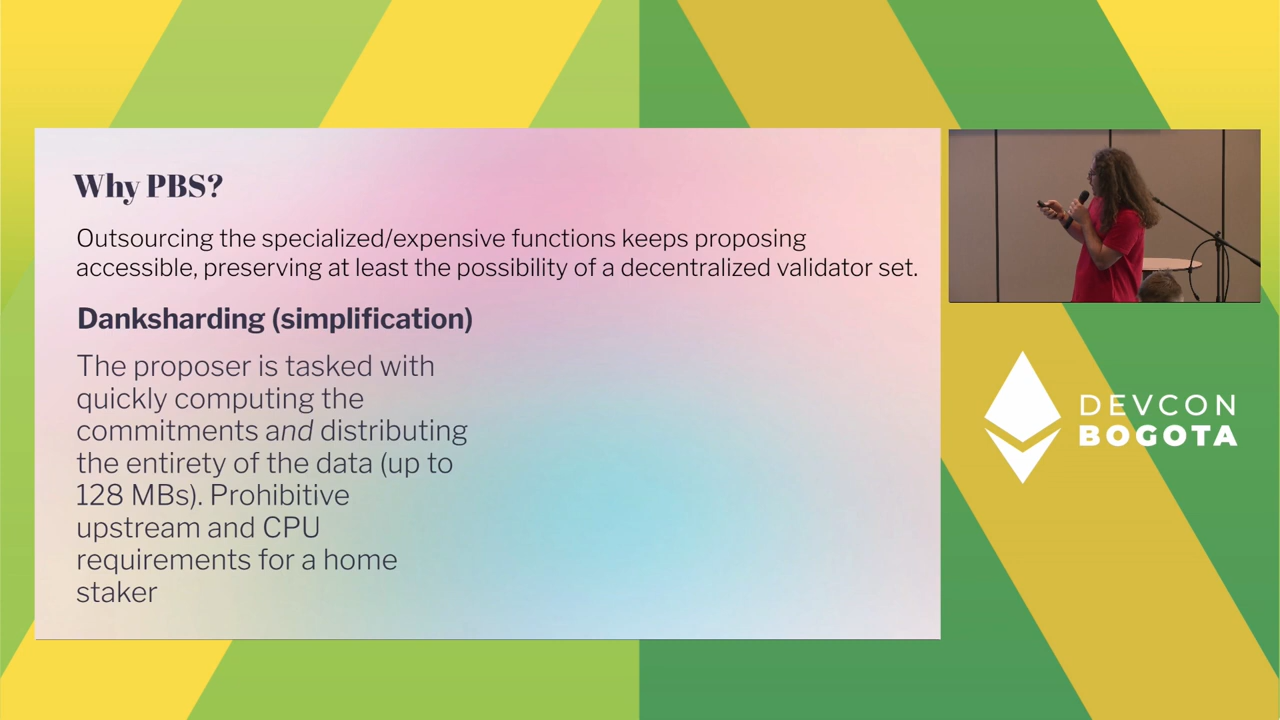 Why PBS?
Outsourcing the specialized/expensive functions keeps proposing
accessible, preserving at least the possibility of a decentralized validator set.
Danksharding (simplification)
The proposer is tasked with
quickly computing the
commitments and distributing
the entirety of the data (up to
128 MBs). Prohibitive
upstream and CPU
requirements for a home
staker
DEVCON
BOGOTA